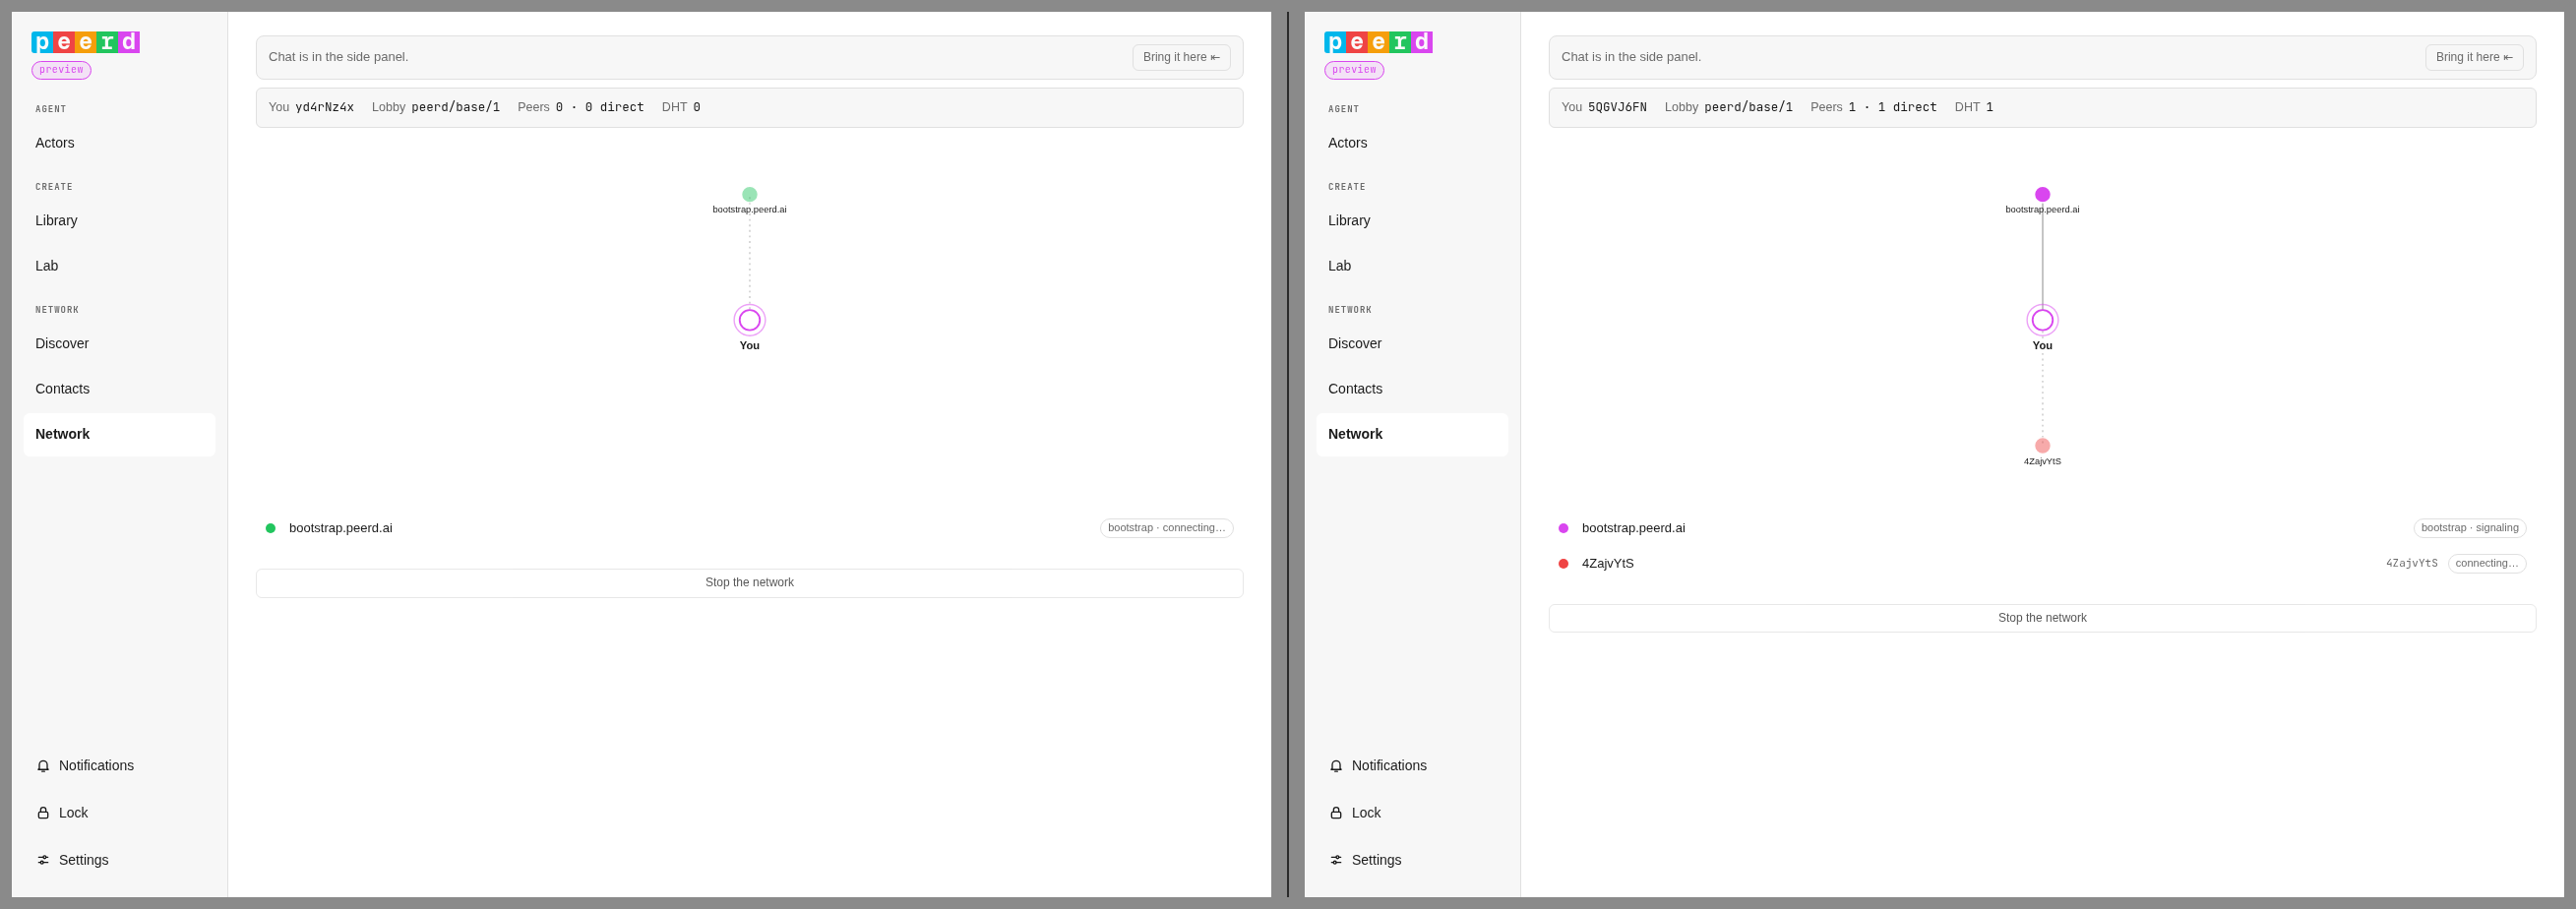 peerd
preview
AGENT
Actors
CREATE
Library
Lab
NETWORK
Discover
Contacts
Network
Notifications
Lock
Settings
Chat is in the side panel.
Bring it here ⇤
You yd4rNz4x Lobby peerd/base/1 Peers 0 · 0 direct DHT 0
bootstrap.peerd.ai
You
bootstrap.peerd.ai
bootstrap · connecting…
Stop the network
peerd
preview
AGENT
Actors
CREATE
Library
Lab
NETWORK
Discover
Contacts
Network
Notifications
Lock
Settings
Chat is in the side panel.
Bring it here ⇤
You 5QGVJ6FN Lobby peerd/base/1 Peers 1 · 1 direct DHT 1
bootstrap.peerd.ai
You
4ZajvYtS
bootstrap.peerd.ai
bootstrap · signaling
4ZajvYtS
4ZajvYtS connecting…
Stop the network